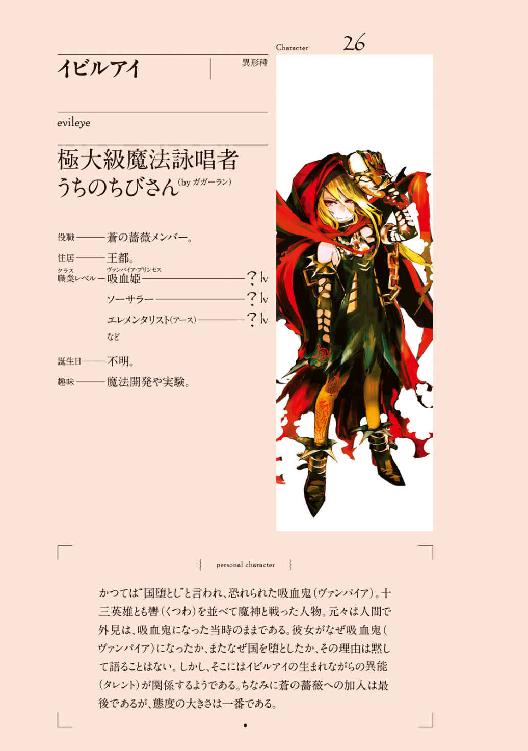 Character 26
イビルアイ
異形種
evileye
極大級魔法詠唱者
うちのちびさん(by ガガーラン)
役職――蒼の薔薇メンバー。
住居――王都。
クラス ヴァンパイア・プリンセス
職業レベル―吸血姫――?lv
ソーサラー――?lv
エレメンタリスト(アース)――?lv
など
誕生日――不明。
趣味――魔法開発や実験。
personal character
かつては“国堕とし”と言われ、恐れられた吸血鬼(ヴァンパイア)。十
三英雄とも轡(くつわ)を並べて魔神と戦った人物。元々は人間で
外見は、吸血鬼になった当時のままである。彼女がなぜ吸血鬼(
ヴァンパイア)になったか、またなぜ国を堕としたか、その理由は黙し
て語ることはない。しかし、そこにはイビルアイの生まれながらの異能
(タレント)が関係するようである。ちなみに蒼の薔薇への加入は最
後であるが、態度の大きさは一番である。